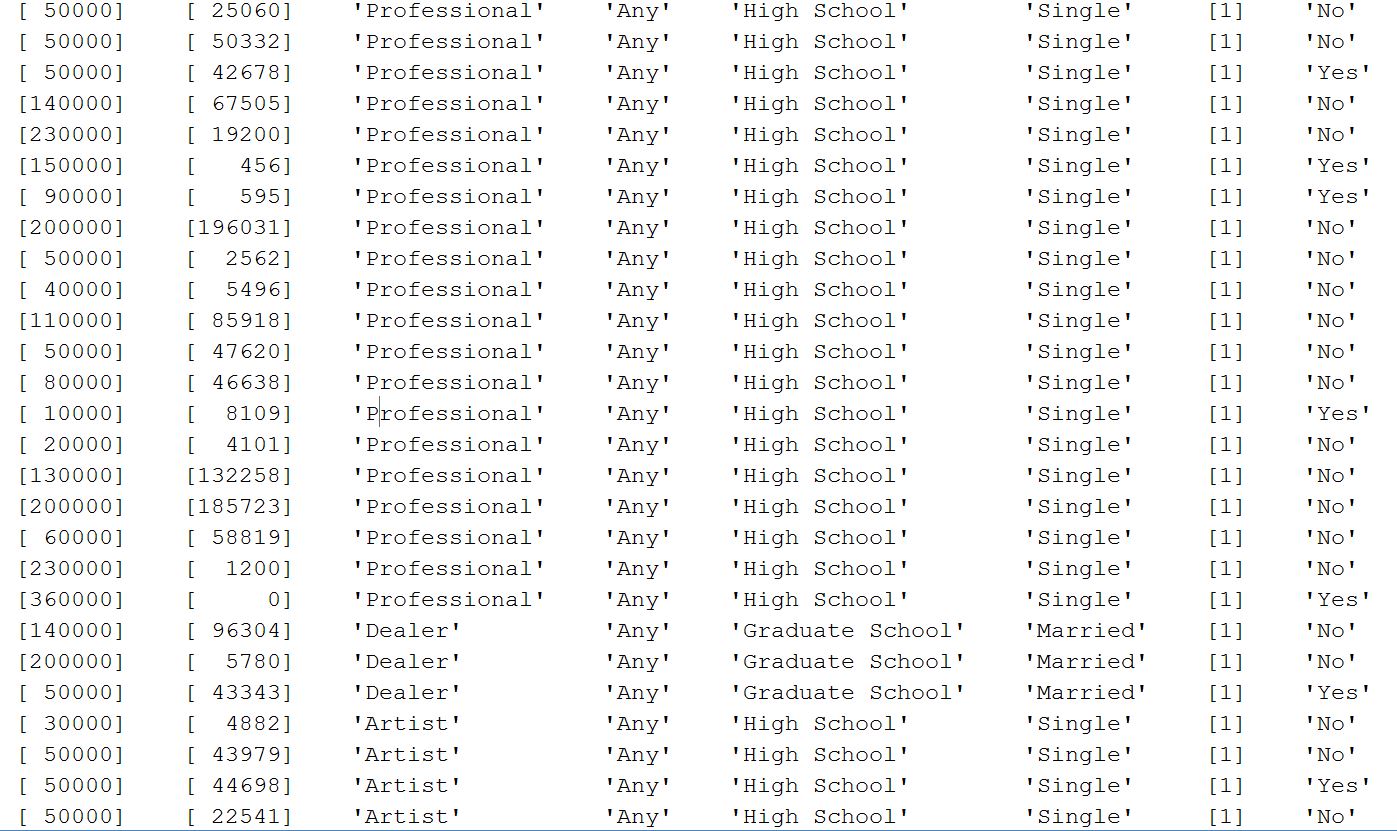 [ 50000] [ 25060] 'Professional' 'Any' 'High School' 'Single' [1] 'No'
[ 50000] [ 50332] 'Professional' 'Any' 'High School' 'Single' [1] 'No'
[ 50000] [ 42678] 'Professional' 'Any' 'High School' 'Single' [1] 'Yes'
[140000] [ 67505] 'Professional' 'Any' 'High School' 'Single' [1] 'No'
[230000] [ 19200] 'Professional' 'Any' 'High School' 'Single' [1] 'No'
[150000] [   456] 'Professional' 'Any' 'High School' 'Single' [1] 'Yes'
[ 90000] [   595] 'Professional' 'Any' 'High School' 'Single' [1] 'Yes'
[200000] [196031] 'Professional' 'Any' 'High School' 'Single' [1] 'No'
[ 50000] [  2562] 'Professional' 'Any' 'High School' 'Single' [1] 'No'
[ 40000] [  5496] 'Professional' 'Any' 'High School' 'Single' [1] 'No'
[110000] [ 85918] 'Professional' 'Any' 'High School' 'Single' [1] 'No'
[ 50000] [ 47620] 'Professional' 'Any' 'High School' 'Single' [1] 'No'
[ 80000] [ 46638] 'Professional' 'Any' 'High School' 'Single' [1] 'No'
[ 10000] [  8109] 'Professional' 'Any' 'High School' 'Single' [1] 'Yes'
[ 20000] [  4101] 'Professional' 'Any' 'High School' 'Single' [1] 'No'
[130000] [132258] 'Professional' 'Any' 'High School' 'Single' [1] 'No'
[200000] [185723] 'Professional' 'Any' 'High School' 'Single' [1] 'No'
[ 60000] [ 58819] 'Professional' 'Any' 'High School' 'Single' [1] 'No'
[230000] [  1200] 'Professional' 'Any' 'High School' 'Single' [1] 'No'
[360000] [     0] 'Professional' 'Any' 'High School' 'Single' [1] 'Yes'
[140000] [ 96304] 'Dealer' 'Any' 'Graduate School' 'Married' [1] 'No'
[200000] [  5780] 'Dealer' 'Any' 'Graduate School' 'Married' [1] 'No'
[ 50000] [ 43343] 'Dealer' 'Any' 'Graduate School' 'Married' [1] 'Yes'
[ 30000] [  4882] 'Artist' 'Any' 'High School' 'Single' [1] 'No'
[ 50000] [ 43979] 'Artist' 'Any' 'High School' 'Single' [1] 'No'
[ 50000] [ 44698] 'Artist' 'Any' 'High School' 'Single' [1] 'Yes'
[ 50000] [ 22541] 'Artist' 'Any' 'High School' 'Single' [1] 'No'